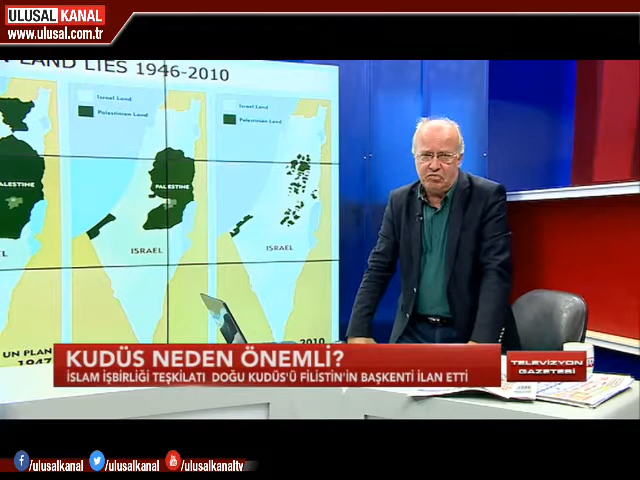 ULUSAL KANAL
www.ulusal.com.tr
LAND LIES 1946-2010
Israel Land
Palestinian Land
Israel Land
Palestinian Land
PALESTINE
PALESTINE
ISRAEL
ISRAEL
UN PLAN
1947
2010
KUDÜS NEDEN ÖNEMLİ?
İSLAM İŞBİRLİĞİ TEŞKİLATI DOĞU KUDÜS'Ü FİLİSTİN'İN BAŞKENTİ İLAN ETTİ
TELEVİZYON
GAZETESİ
/ulusalkanal
/ulusalkanal
/ulusalkanaltv